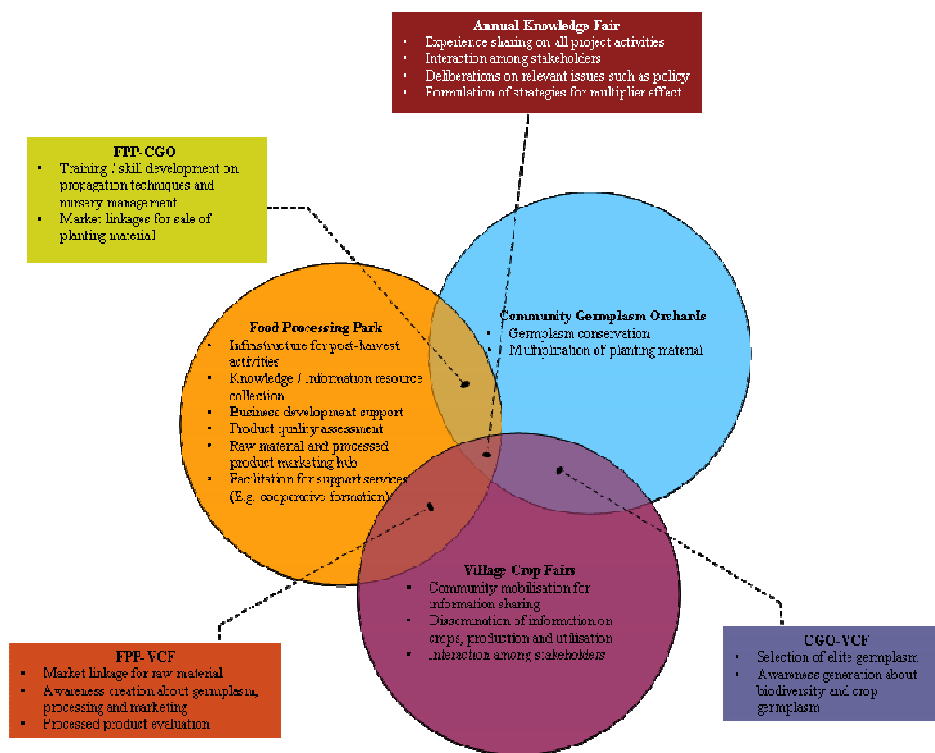 Annual Knowledge Fair
• Experience sharing on all project activities
• Interaction among stakeholders
• Deliberations on relevant issues such as policy
• Formulation of strategies for multiplier effect
FPP-CGO
• Training / skill development on
propagation techniques and
nursery management
• Market linkages for sale of
planting material
Community Germplasm Orchards
• Germplasm conservation
• Multiplication of planting material
Food Processing Park
• Infrastructure for post-harvest
activities
• Knowledge / Information resource
collection
• Business development support
• Product quality assessment
• Raw material and processed
product marketing hub
• Facilitation for support services
(E.g. cooperative formation)
Village Crop Fairs
• Community mobilisation for
information sharing
• Dissemination of information on
crops, production and utilisation
• Interaction among stakeholders
FPP-VCF
• Market linkage for raw material
• Awareness creation about germplasm,
processing and marketing
• Processed product evaluation
CGO-VCF
• Selection of elite germplasm
• Awareness generation about
biodiversity and crop
germplasm